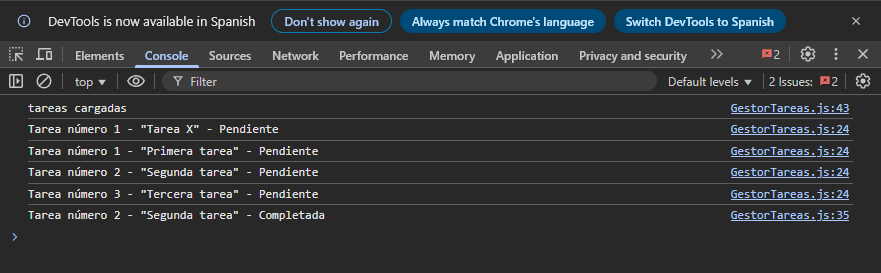 DevTools is now available in Spanish Don't show again Always match Chrome's language Switch DevTools to Spanish
Elements Console Sources Network Performance Memory Application Privacy and security 2
top Filter Default levels 2 Issues: 2
tareas cargadas GestorTareas.js:43
Tarea número 1 - "Tarea X" - Pendiente GestorTareas.js:24
Tarea número 1 - "Primera tarea" - Pendiente GestorTareas.js:24
Tarea número 2 - "Segunda tarea" - Pendiente GestorTareas.js:24
Tarea número 3 - "Tercera tarea" - Pendiente GestorTareas.js:24
Tarea número 2 - "Segunda tarea" - Completada GestorTareas.js:35